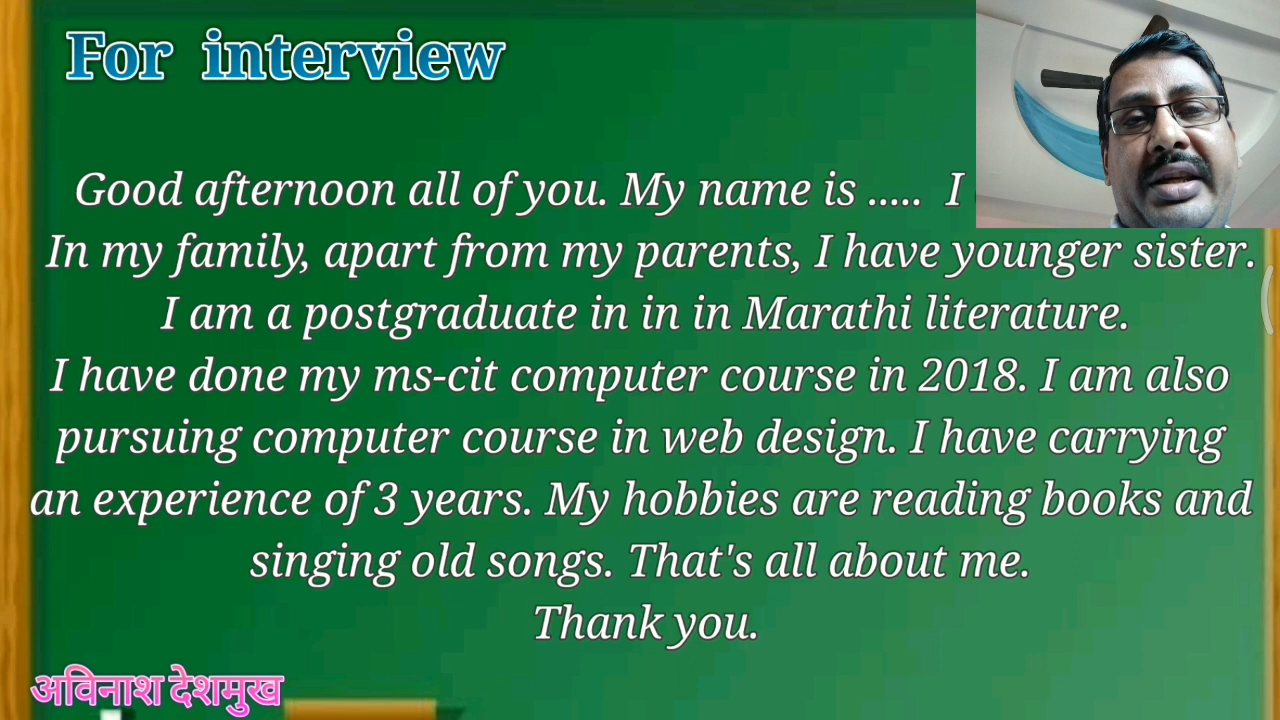 For interview
Good afternoon all of you. My name is ..... I
In my family, apart from my parents, I have younger sister.
I am a postgraduate in in in Marathi literature.
I have done my ms-cit computer course in 2018. I am also
pursuing computer course in web design. I have carrying
an experience of 3 years. My hobbies are reading books and
singing old songs. That's all about me.
Thank you.
अविनाश देशमुख